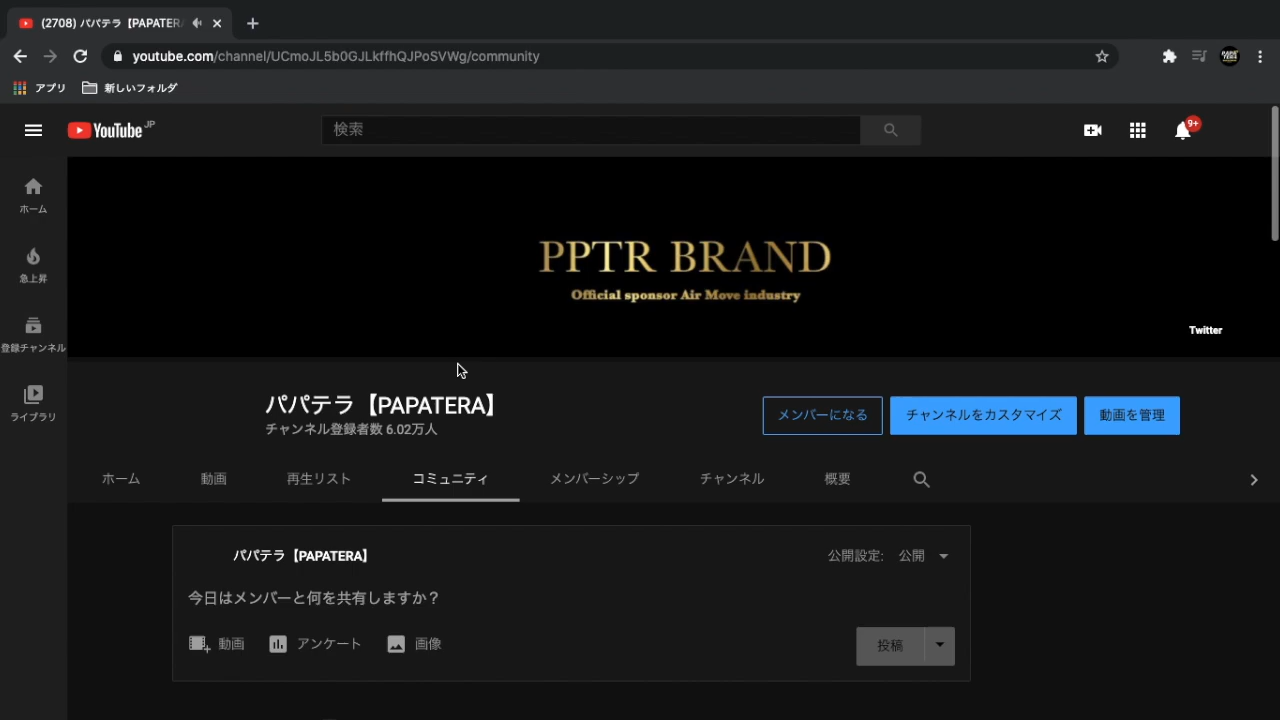 (2708) パパテラ【PAPATER
youtube.com/channel/UCmoJL5b0GJLkffhQJPoSVWg/community
アプリ 新しいフォルダ
YouTube JP
検索
9+
ホーム
急上昇
登録チャンネル
ライブラリ
PPTR BRAND
Official sponsor Air Move industry
Twitter
パパテラ【PAPATERA】
チャンネル登録者数 6.02万人
メンバーになる
チャンネルをカスタマイズ
動画を管理
ホーム 動画 再生リスト コミュニティ メンバーシップ チャンネル 概要
パパテラ【PAPATERA】
公開設定: 公開
今日はメンバーと何を共有しますか？
動画 アンケート 画像
投稿